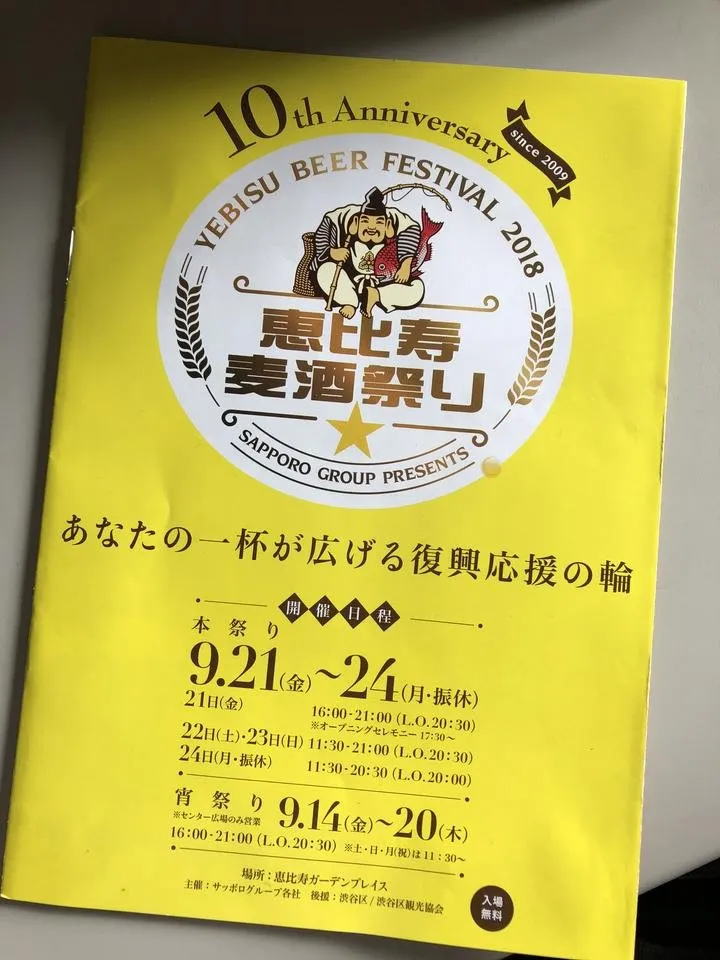 10th Anniversary
since 2009
YEBISU BEER FESTIVAL 2018
恵比寿
麦酒祭り
SAPPORO GROUP PRESENTS
あなたの一杯が広げる復興応援の輪
開催日程
本祭り
9.21(金)〜24(月・振休)
21日(金) 16:00-21:00 (L.O.20:30)
※オープニングセレモニー 17:30〜
22日(土)・23日(日) 11:30-21:00 (L.O.20:30)
24日(月・振休) 11:30-20:30 (L.O.20:00)
宵祭り 9.14(金)〜20(木)
※センター広場のみ営業
16:00-21:00 (L.O.20:30) ※土・日・月(祝)は11:30〜
場所:恵比寿ガーデンプレイス
主催:サッポログループ各社 後援:渋谷区/渋谷区観光協会
入場
無料